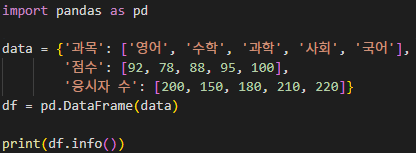 import pandas as pd
data = {'과목': ['영어', '수학', '과학', '사회', '국어'],
'점수': [92, 78, 88, 95, 100],
'응시자 수': [200, 150, 180, 210, 220]}
df = pd.DataFrame(data)
print(df.info())